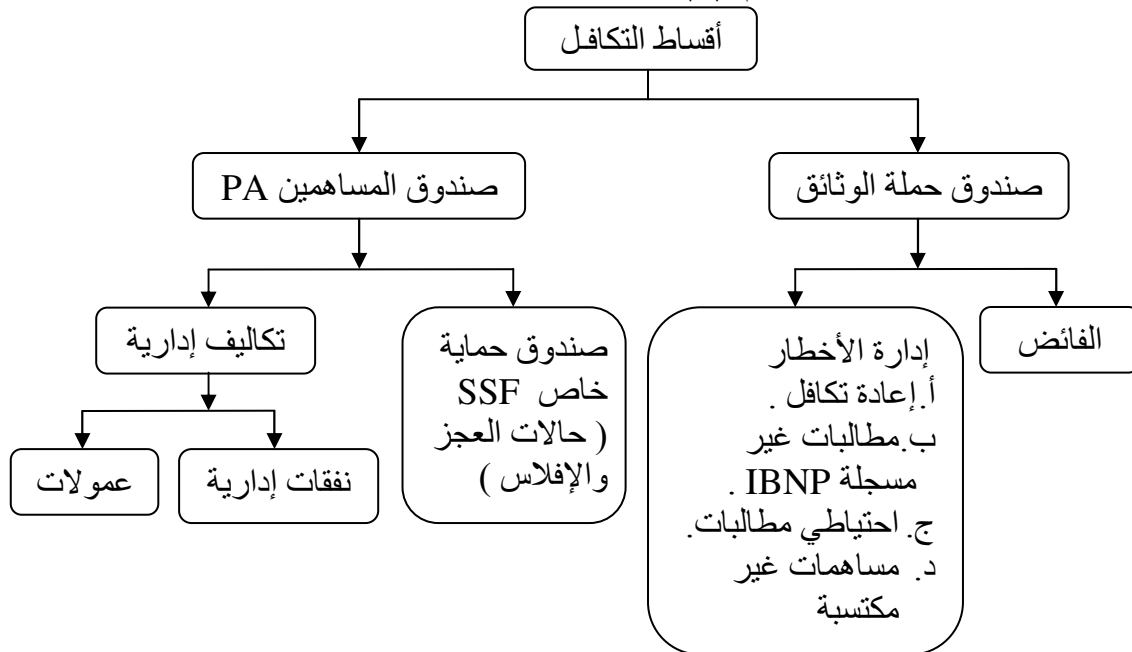 أقساط التكافل
صندوق حملة الوثائق
صندوق المساهمين PA
الفائض
إدارة الأخطار
أ.إعادة تكافل .
ب.مطالبات غير
مسجلة IBNP .
ج. احتياطي مطالبات.
د. مساهمات غير
مكتسبة
صندوق حماية
خاص SSF
( حالات العجز
والإفلاس )
تكاليف إدارية
نفقات إدارية
عمولات